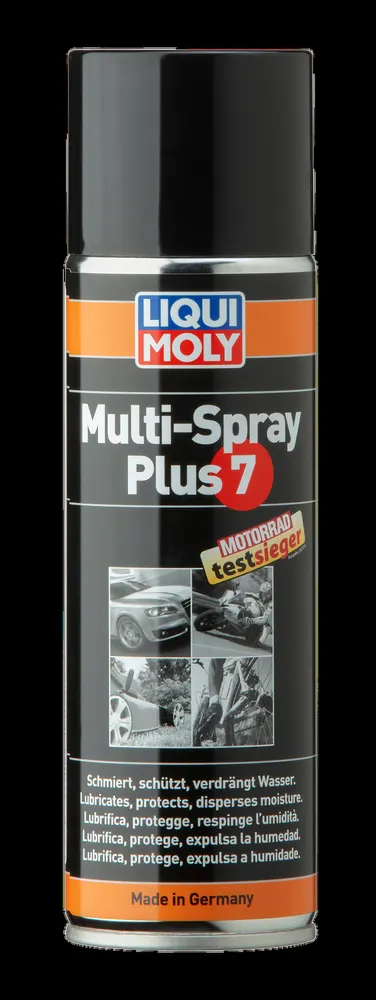 LIQUI
MOLY
Multi-Spray
Plus 7
MOTORRAD
testsieger
Schmiert, schützt, verdrängt Wasser.
Lubricates, protects, disperses moisture.
Lubrifica, protegge, respinge l'umidità.
Lubrifica, protege, expulsa la humedad.
Lubrifica, protege, expulsa a humidade.
Made in Germany